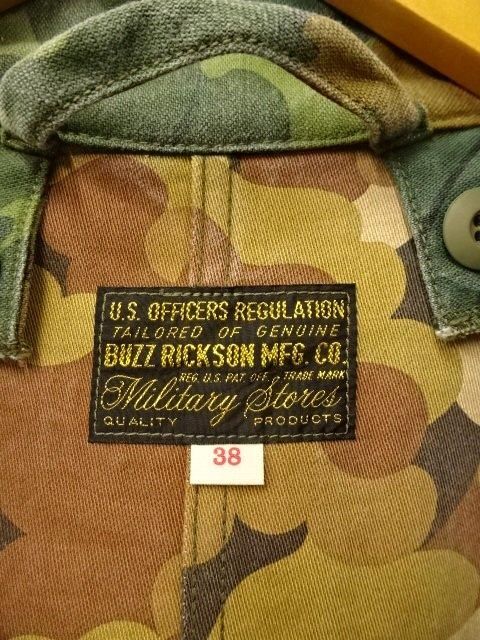 U.S. OFFICERS REGULATION
TAILORED OF GENUINE
BUZZ RICKSON MFG. CO.
REG. U.S. PAT. OFF. TRADE MARK
Military Stores
QUALITY PRODUCTS
38